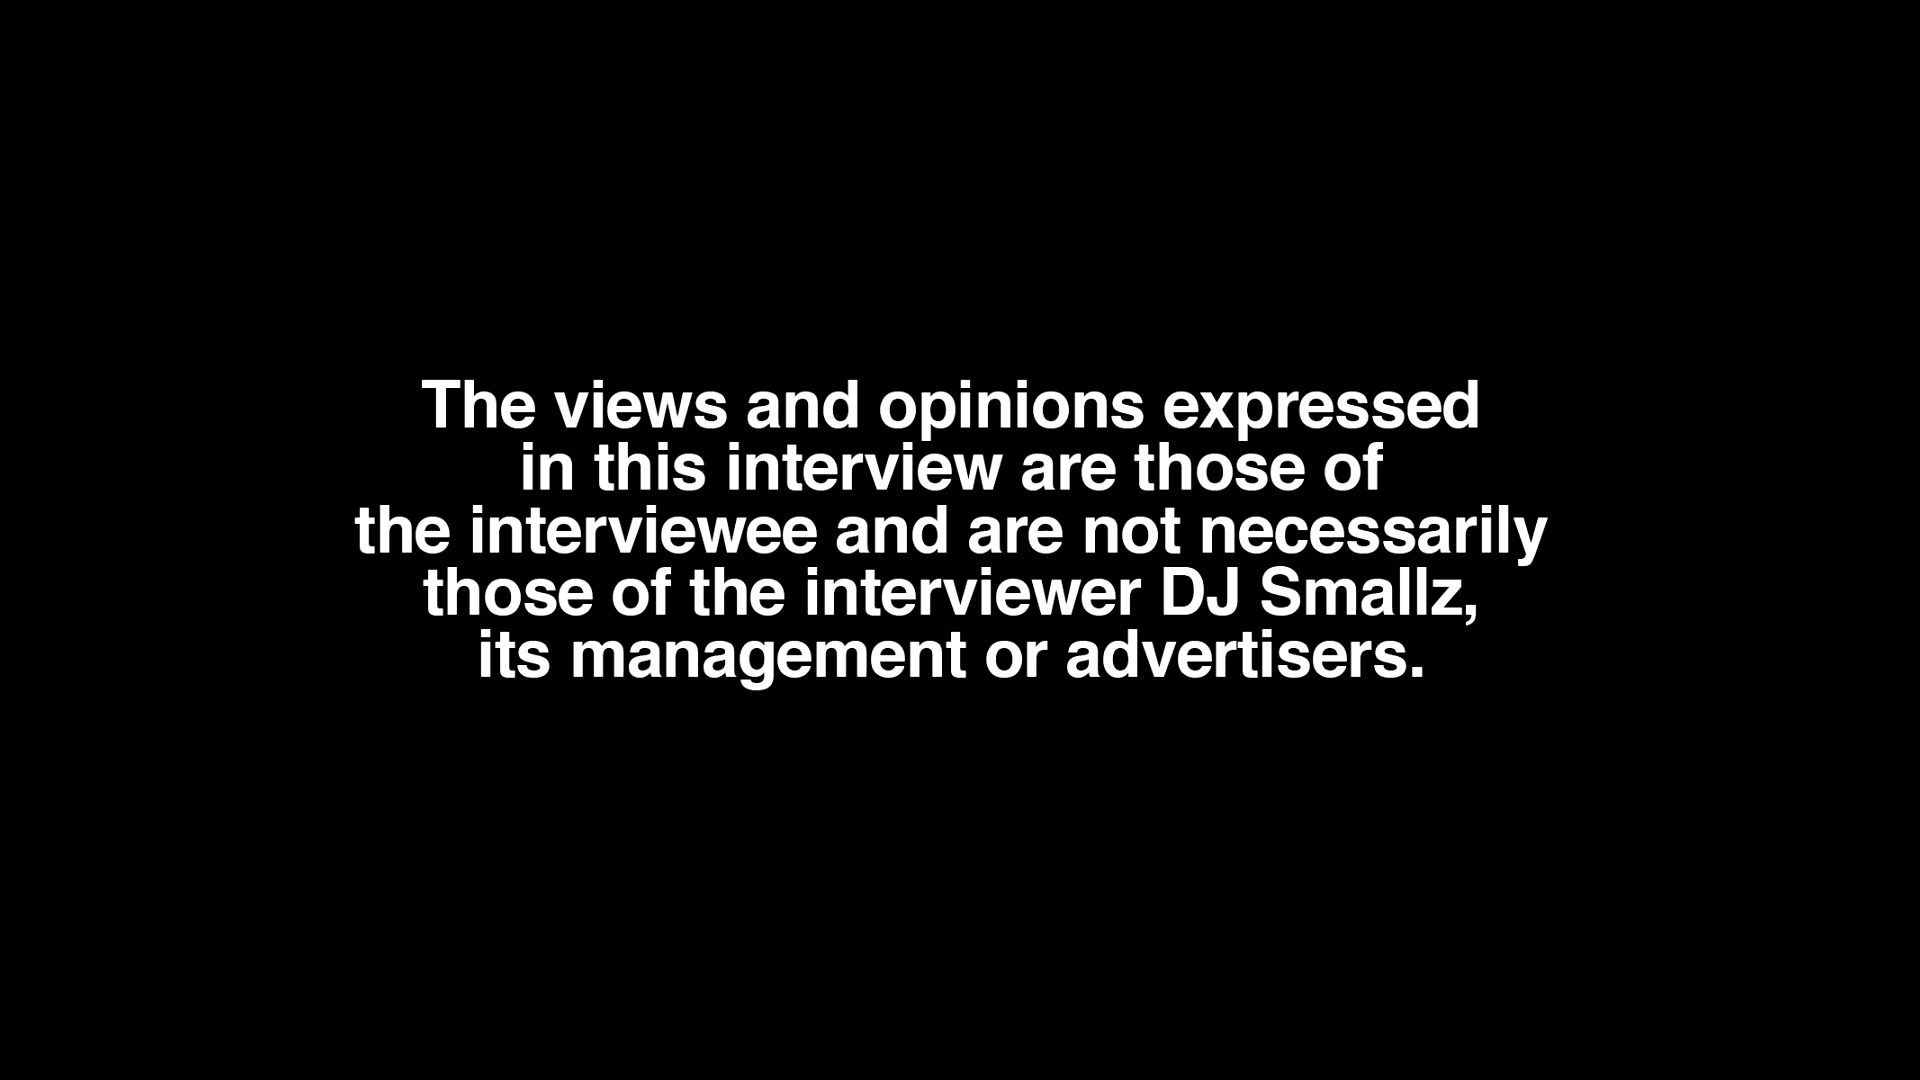 The views and opinions expressed
in this interview are those of
the interviewee and are not necessarily
those of the interviewer DJ Smallz,
its management or advertisers.